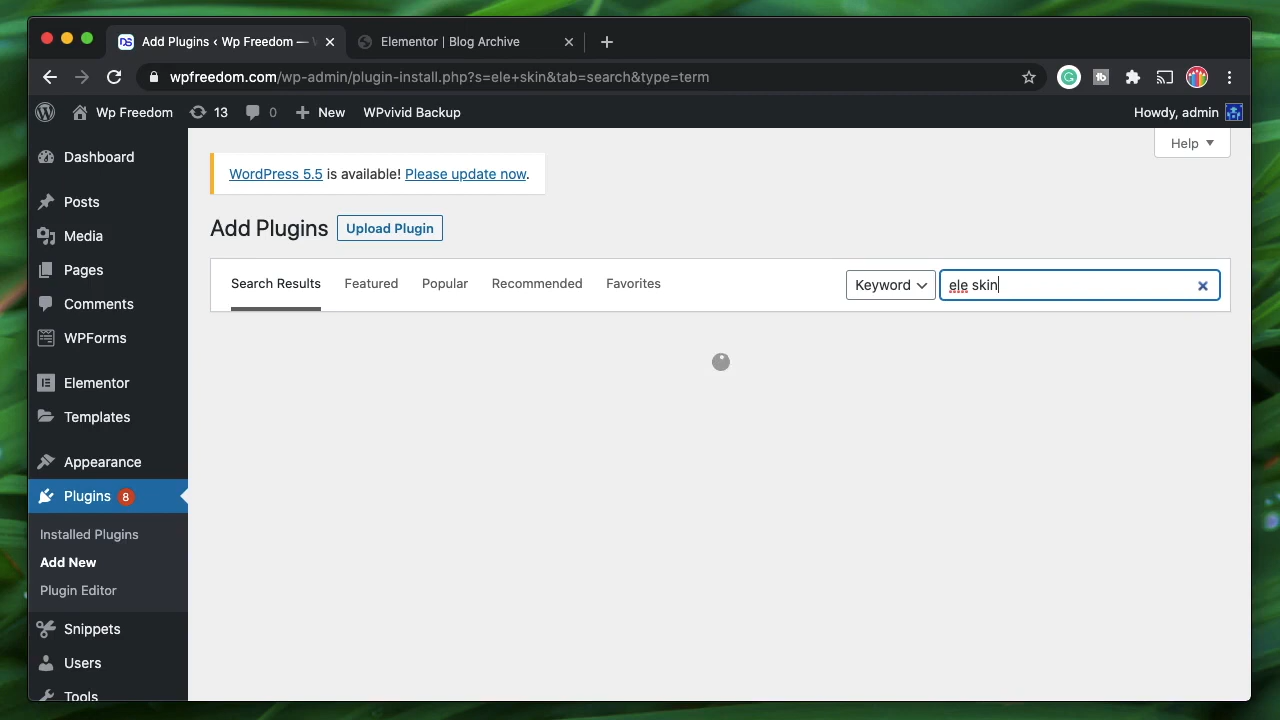 Add Plugins ‹ Wp Freedom —
Elementor | Blog Archive
wpfreedom.com/wp-admin/plugin-install.php?s=ele+skin&tab=search&type=term
Wp Freedom 13 0 New WPvivid Backup Howdy, admin
Help
Dashboard
WordPress 5.5 is available! Please update now.
Posts
Add Plugins Upload Plugin
Media
Pages
Search Results Featured Popular Recommended Favorites Keyword ele skin
Comments
WPForms
Elementor
Templates
Appearance
Plugins 8
Installed Plugins
Add New
Plugin Editor
Snippets
Users
Tools